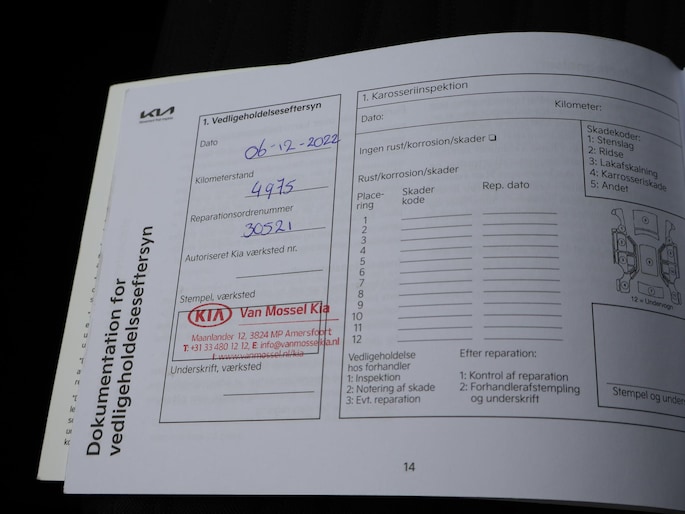 Dokumentation for
vedligeholdelseseftersyn
KIA
1. Vedligeholdelseseftersyn
Dato
06-12-2022
Kilometerstand
4975
Reparationsordrenummer
30521
Autoriseret Kia værksted nr.
Stempel, værksted
KIA Van Mossel Kia
Maanlander 12, 3824 MP Amersfoort
T: +31 33 480 12 12, E: info@vanmosselkia.nl
I: www.vanmossel.nl/kia
Underskrift, værksted
1. Karosseriinspektion
Dato:
Kilometer:
Ingen rust/korrosion/skader
Rust/korrosion/skader
Place-
ring
Skader
kode
Rep. dato
1
2
3
4
5
6
7
8
9
10
11
12
Skadekoder:
1: Stenslag
2: Ridse
3: Lakafskalning
4: Karrosseriskade
5: Andet
12 = Undervogn
Vedligeholdelse
hos forhandler
1: Inspektion
2: Notering af skade
3: Evt. reparation
Efter reparation:
1: Kontrol af reparation
2: Forhandlerafstempling
og underskrift
Stempel og under
14